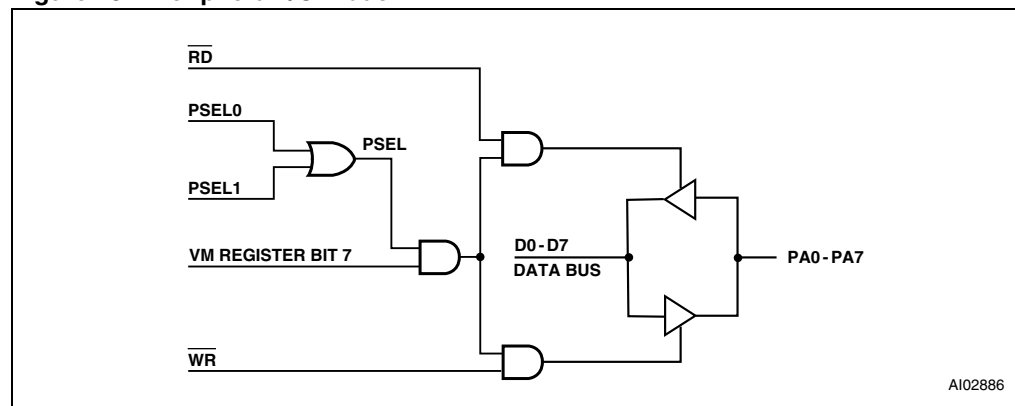 RD
PSEL0
PSEL
PSEL1
VM REGISTER BIT 7
D0-D7
DATA BUS
PA0-PA7
WR
AI02886